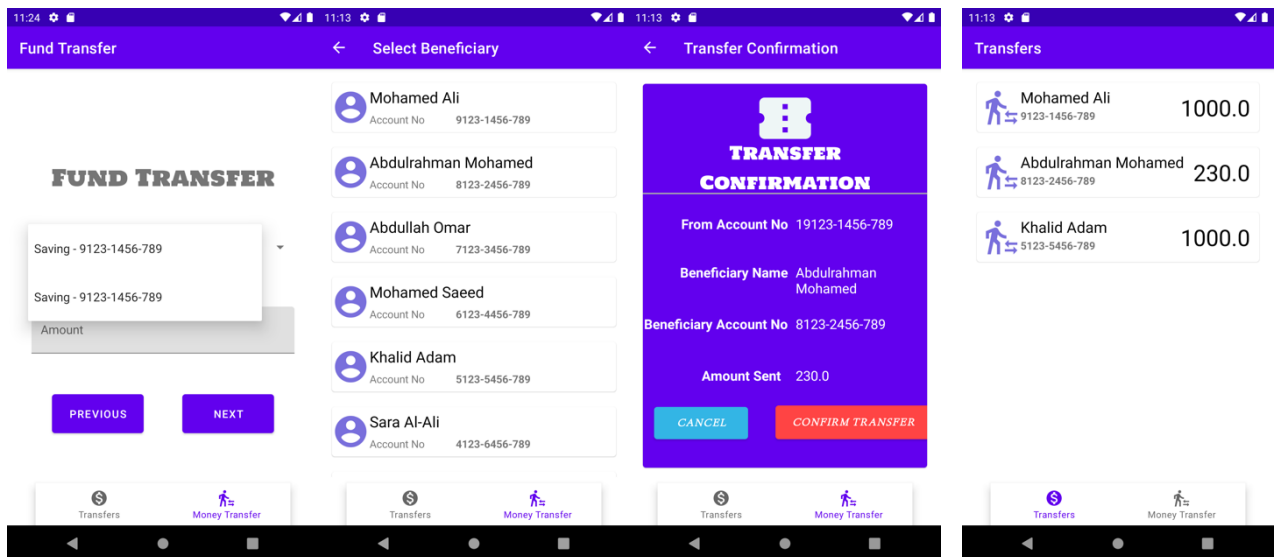 11:24
Fund Transfer
FUND TRANSFER
Saving - 9123-1456-789
Saving - 9123-1456-789
Amount
PREVIOUS NEXT
Transfers Money Transfer
11:13
Select Beneficiary
Mohamed Ali
Account No 9123-1456-789
Abdulrahman Mohamed
Account No 8123-2456-789
Abdullah Omar
Account No 7123-3456-789
Mohamed Saeed
Account No 6123-4456-789
Khalid Adam
Account No 5123-5456-789
Sara Al-Ali
Account No 4123-6456-789
Transfers Money Transfer
11:13
Transfer Confirmation
TRANSFER
CONFIRMATION
From Account No 19123-1456-789
Beneficiary Name Abdulrahman
Mohamed
Beneficiary Account No 8123-2456-789
Amount Sent 230.0
CANCEL CONFIRM TRANSFER
Transfers Money Transfer
11:13
Transfers
Mohamed Ali
9123-1456-789 1000.0
Abdulrahman Mohamed
8123-2456-789 230.0
Khalid Adam
5123-5456-789 1000.0
Transfers Money Transfer